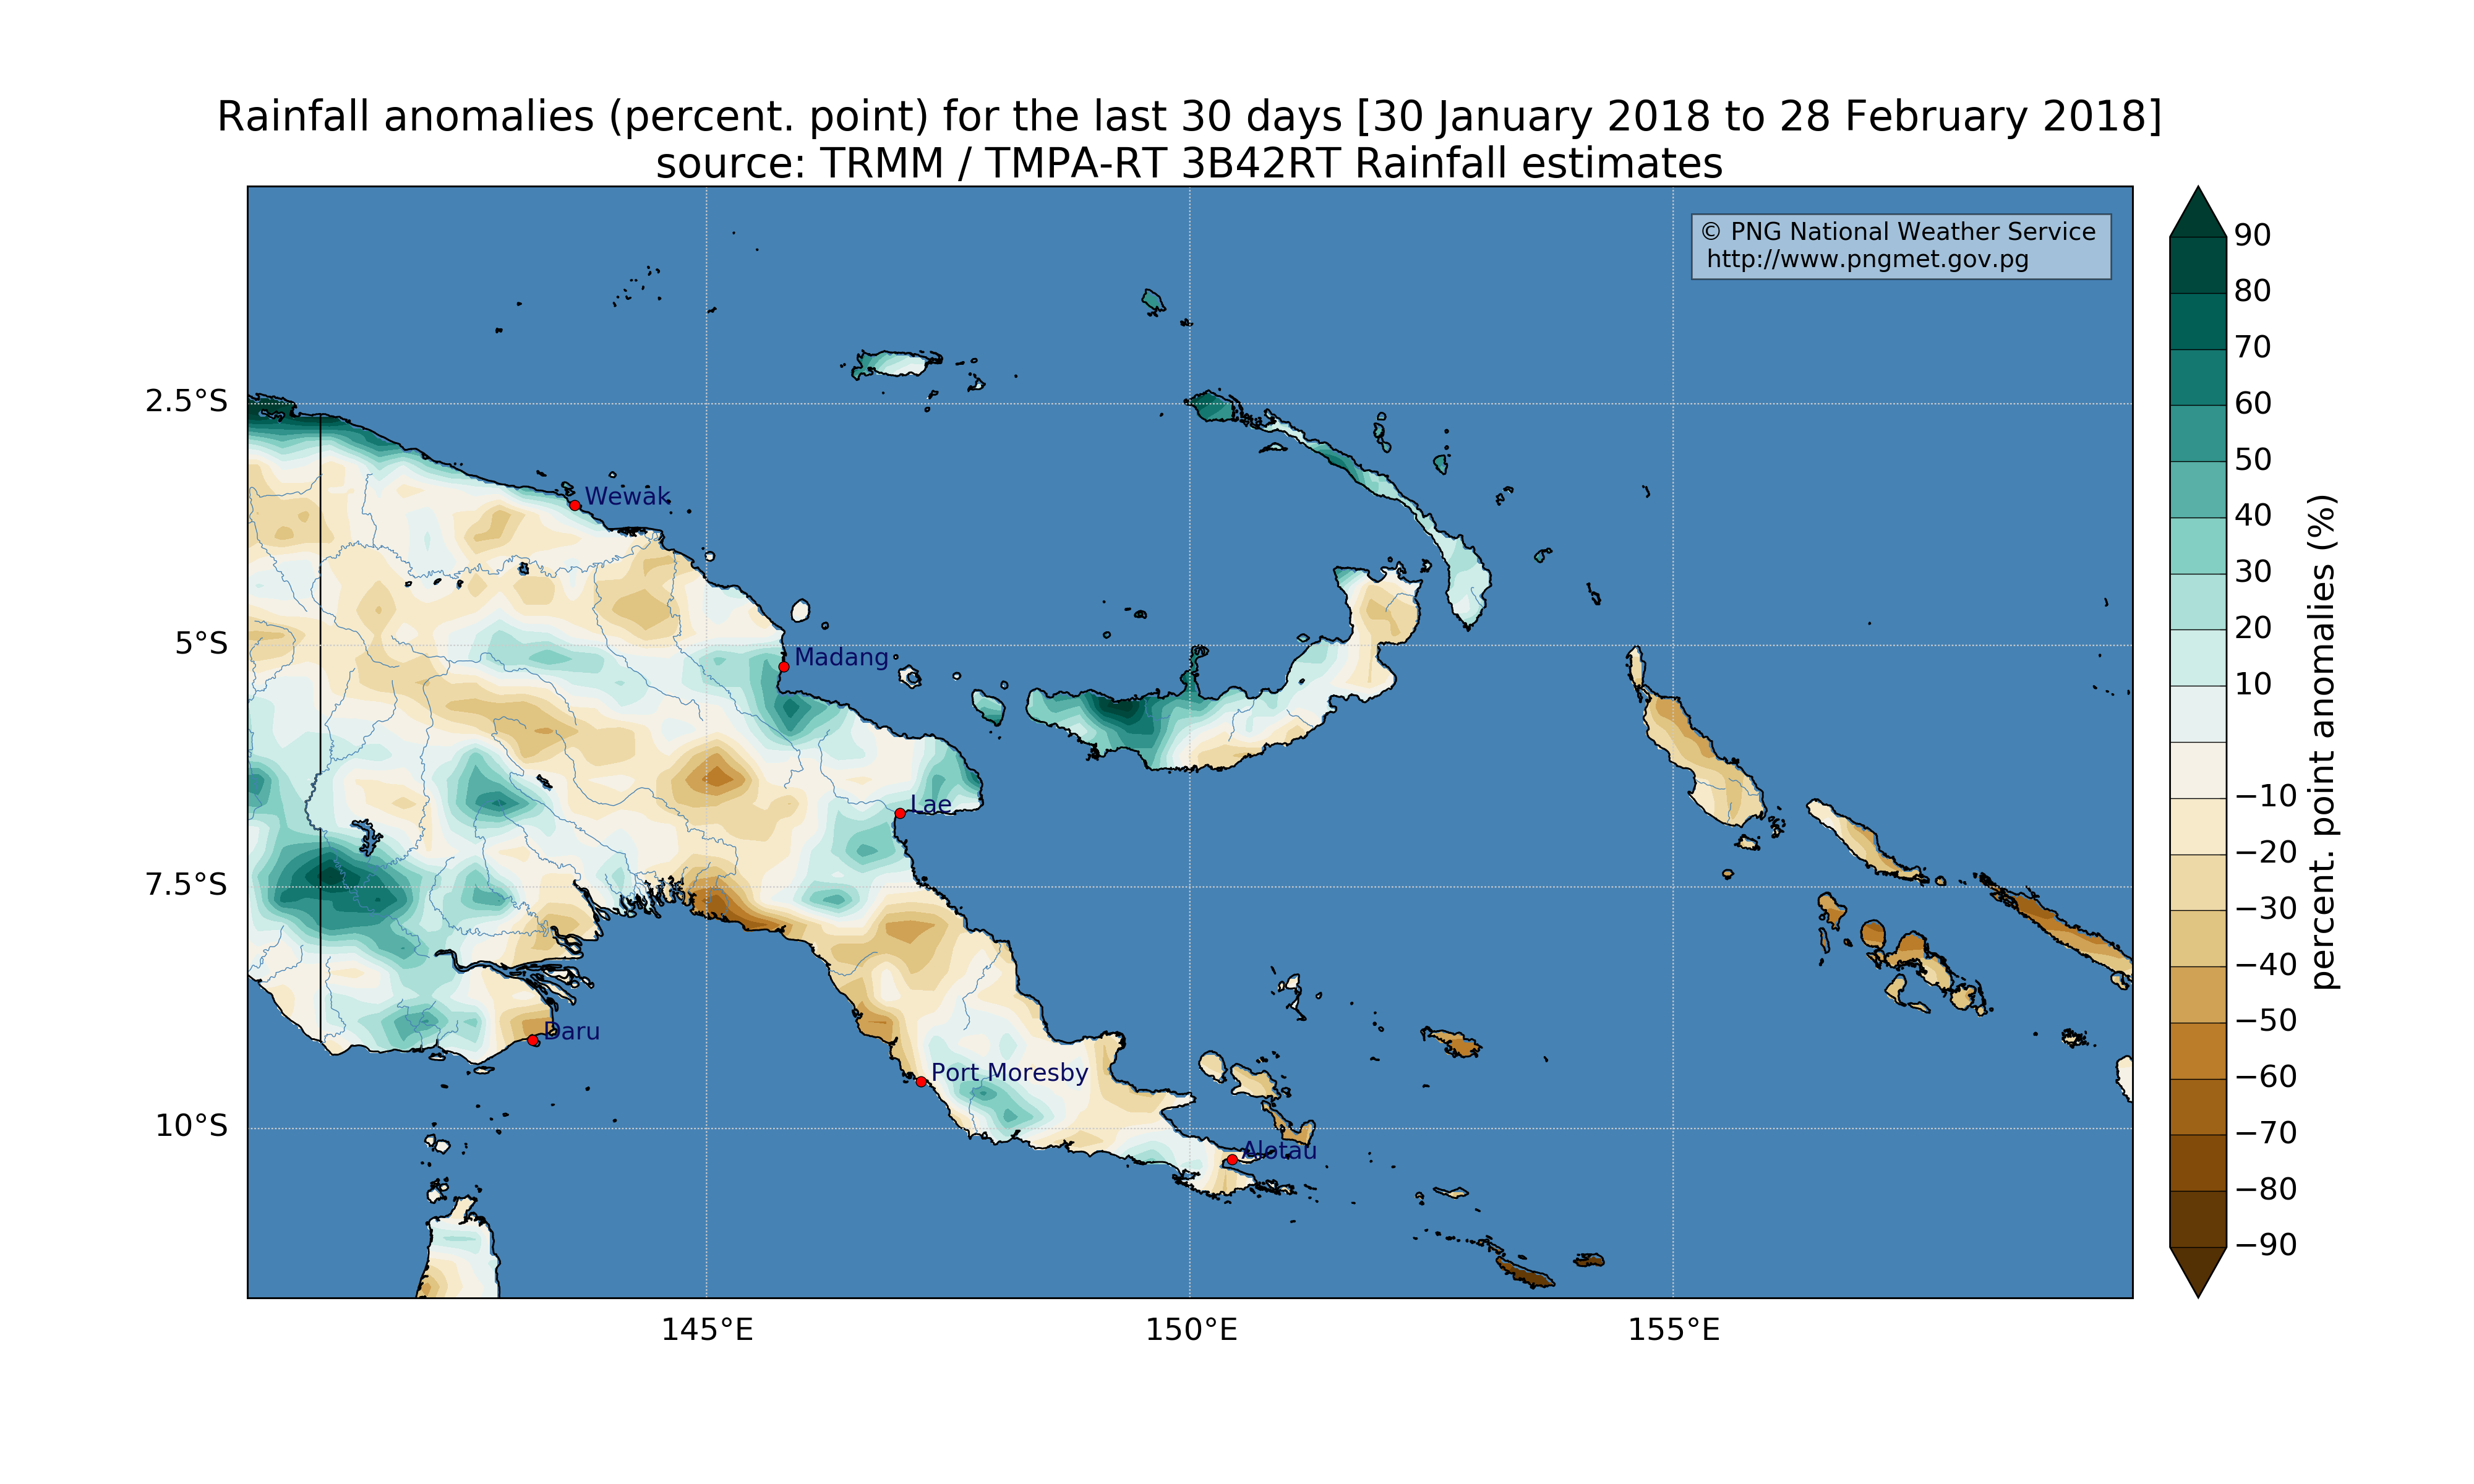 Rainfall anomalies (percent. point) for the last 30 days [30 January 2018 to 28 February 2018]
source: TRMM / TMPA-RT 3B42RT Rainfall estimates
© PNG National Weather Service
http://www.pngmet.gov.pg
2.5°S
5°S
7.5°S
10°S
Wewak
Madang
Lae
Daru
Port Moresby
Alotau
145°E
150°E
155°E
90
80
70
60
50
40
30
20
10
−10
−20
−30
−40
−50
−60
−70
−80
−90
percent. point anomalies (%)